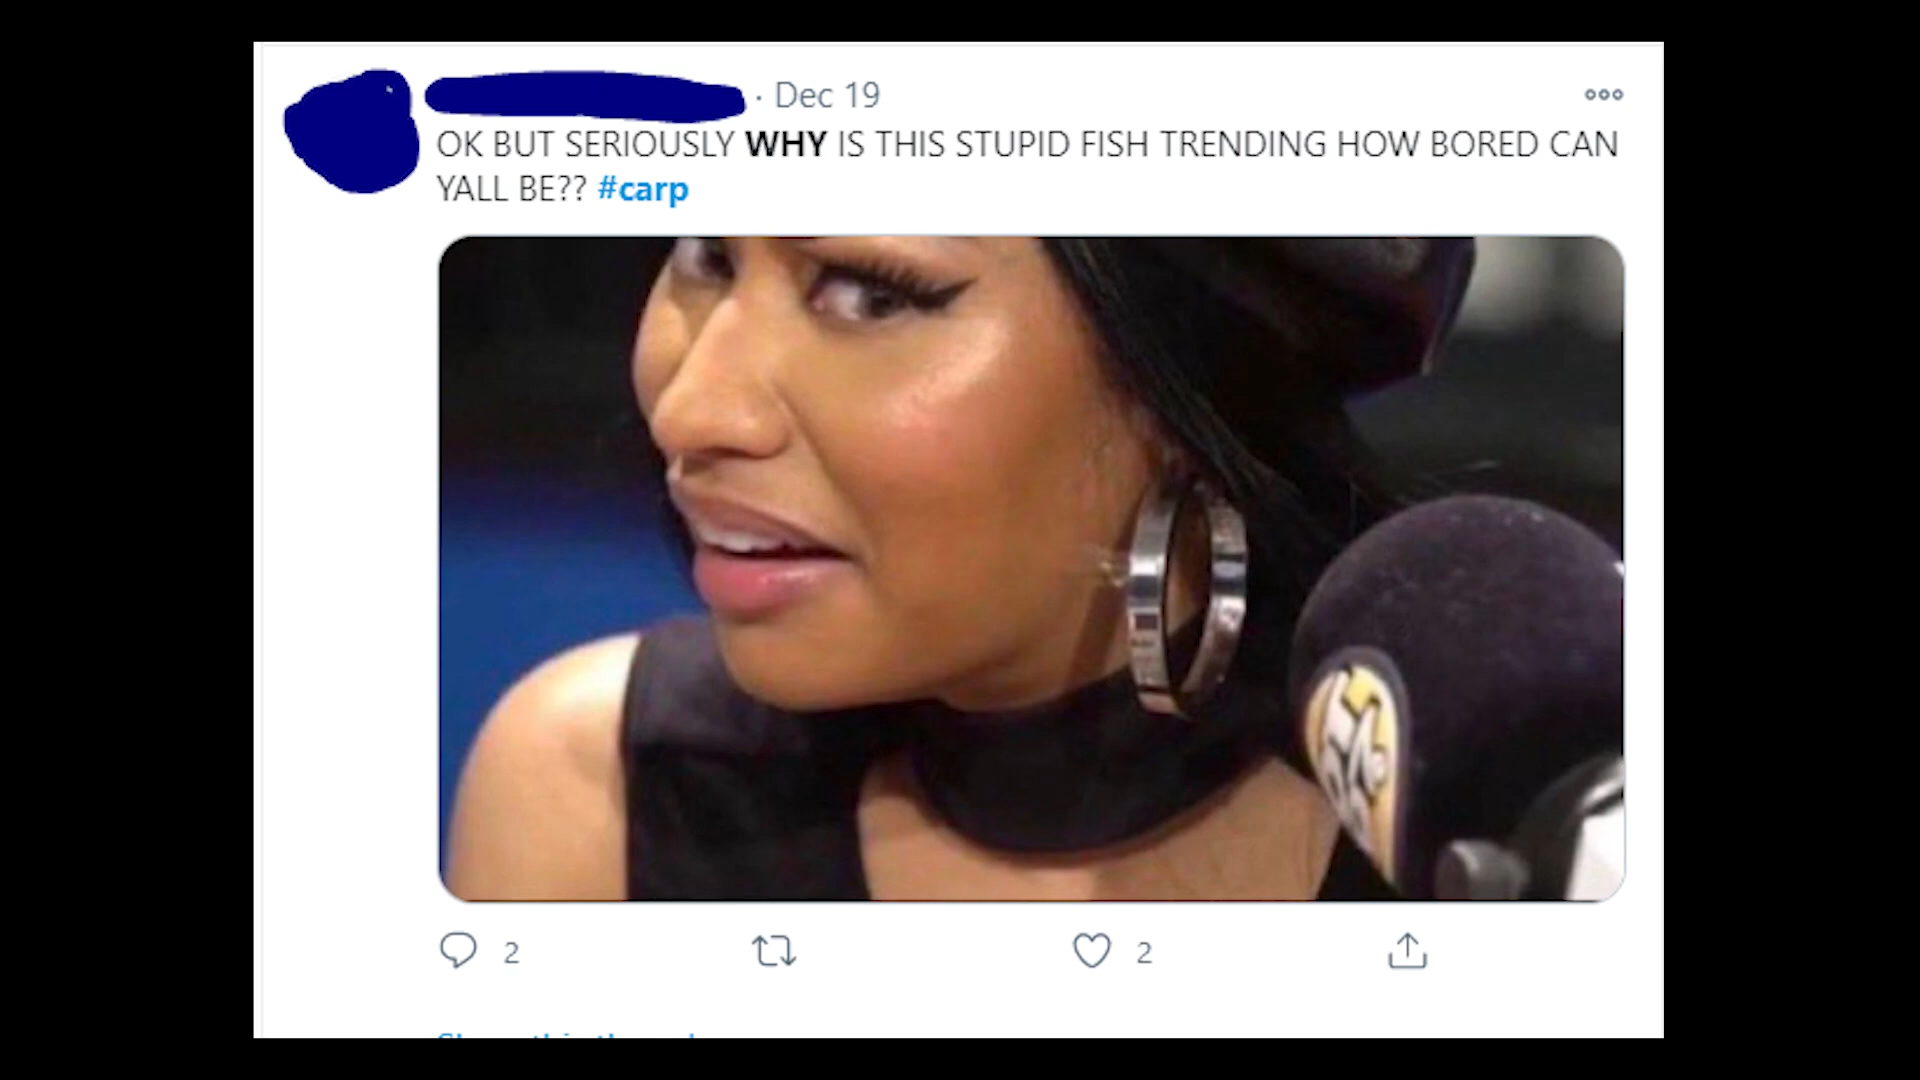 · Dec 19
OK BUT SERIOUSLY WHY IS THIS STUPID FISH TRENDING HOW BORED CAN
YALL BE?? #carp
2
2